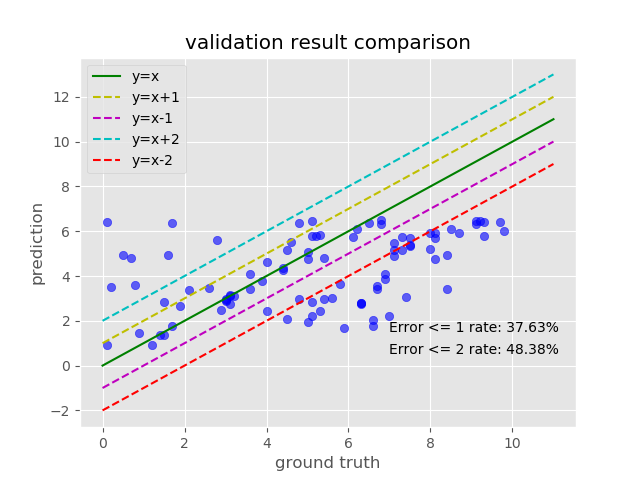 validation result comparison
y=x
y=x+1
y=x-1
y=x+2
y=x-2
12
10
8
6
4
2
0
−2
prediction
Error <= 1 rate: 37.63%
Error <= 2 rate: 48.38%
0 2 4 6 8 10
ground truth